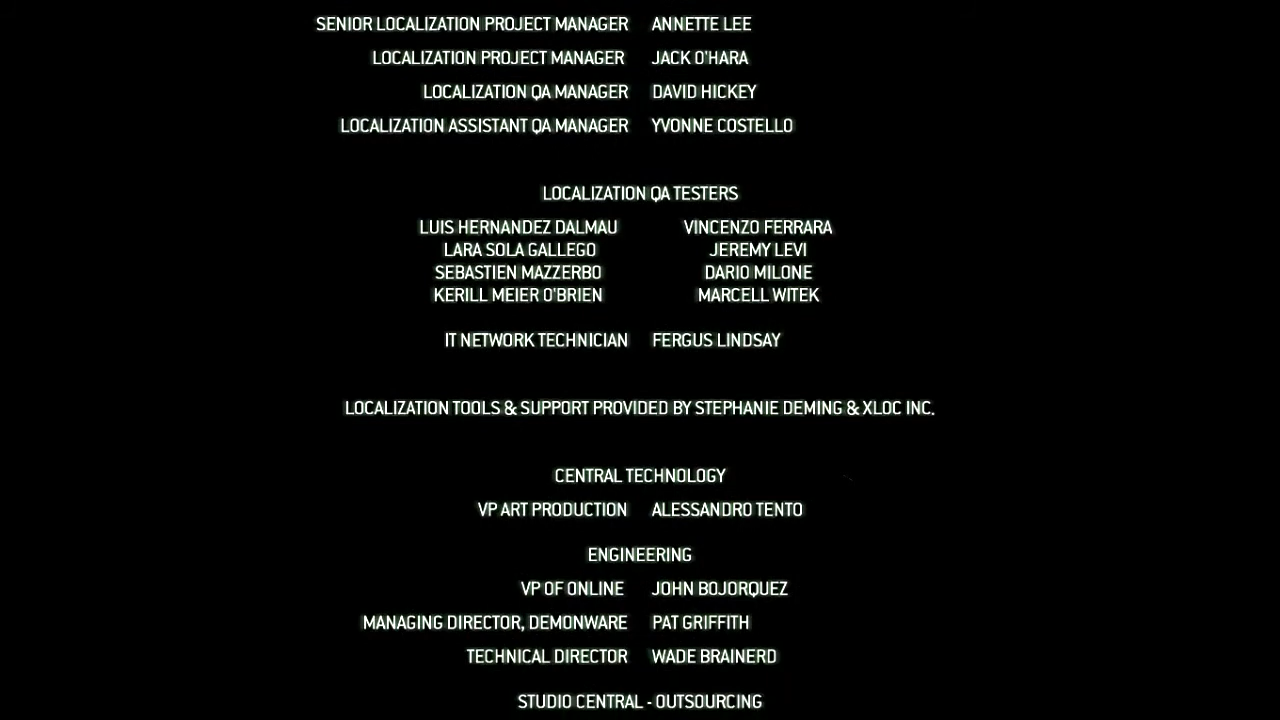 SENIOR LOCALIZATION PROJECT MANAGER ANNETTE LEE
LOCALIZATION PROJECT MANAGER JACK O'HARA
LOCALIZATION QA MANAGER DAVID HICKEY
LOCALIZATION ASSISTANT QA MANAGER YVONNE COSTELLO
LOCALIZATION QA TESTERS
LUIS HERNANDEZ DALMAU VINCENZO FERRARA
LARA SOLA GALLEGO JEREMY LEVI
SEBASTIEN MAZZERBO DARIO MILONE
KERILL MEIER O'BRIEN MARCELL WITEK
IT NETWORK TECHNICIAN FERGUS LINDSAY
LOCALIZATION TOOLS & SUPPORT PROVIDED BY STEPHANIE DEMING & XLOC INC.
CENTRAL TECHNOLOGY
VP ART PRODUCTION ALESSANDRO TENTO
ENGINEERING
VP OF ONLINE JOHN BOJORQUEZ
MANAGING DIRECTOR, DEMONWARE PAT GRIFFITH
TECHNICAL DIRECTOR WADE BRAINERD
STUDIO CENTRAL - OUTSOURCING